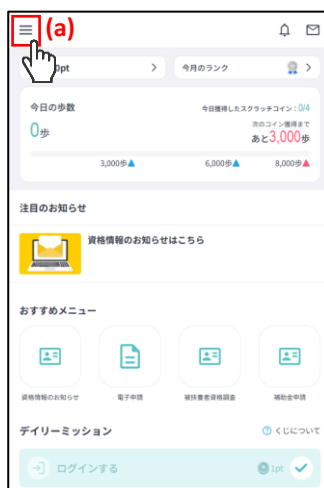 (a)
0pt
今月のランク
今日の歩数
今日獲得したスクラッチコイン：0/4
0歩
次のコイン獲得まで
あと3,000歩
3,000歩▲ 6,000歩▲ 8,000歩▲
注目のお知らせ
資格情報のお知らせはこちら
おすすめメニュー
資格情報のお知らせ 電子申請 被扶養者資格調査 補助金申請
デイリーミッション
くじについて
ログインする
1pt